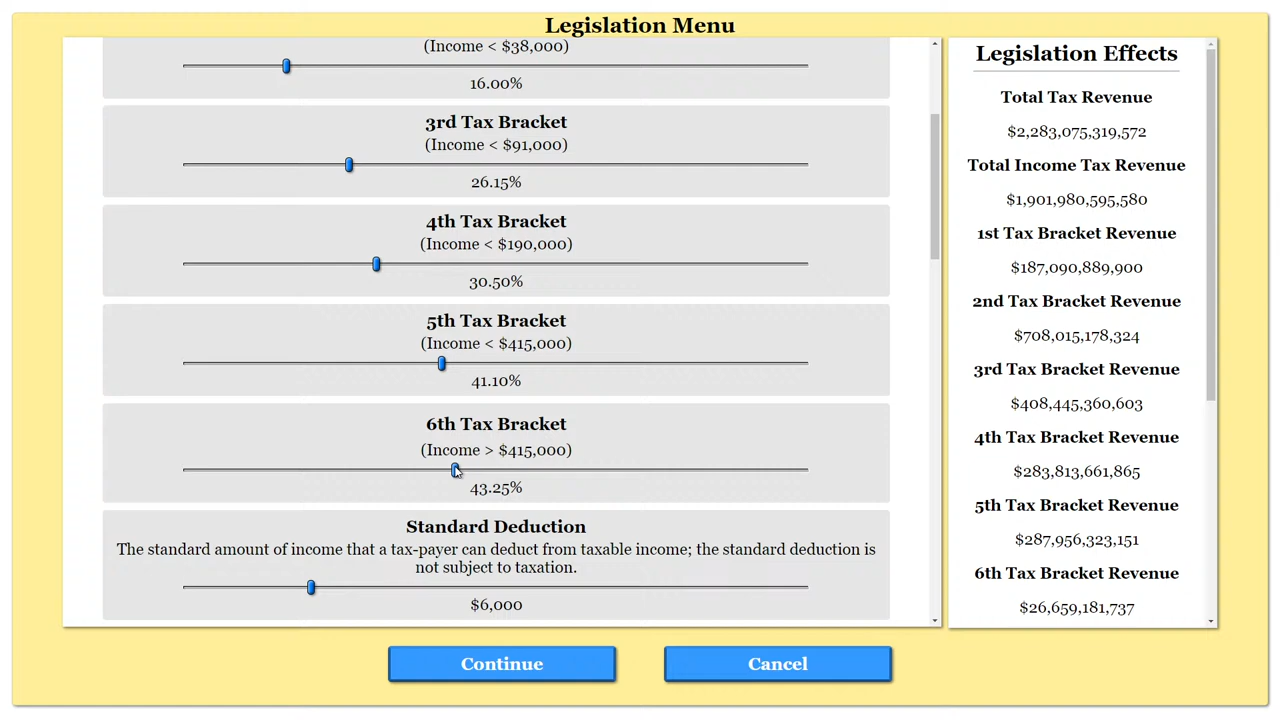 Legislation Menu
(Income < $38,000)
16.00%
3rd Tax Bracket
(Income < $91,000)
26.15%
4th Tax Bracket
(Income < $190,000)
30.50%
5th Tax Bracket
(Income < $415,000)
41.10%
6th Tax Bracket
(Income > $415,000)
43.25%
Standard Deduction
The standard amount of income that a tax-payer can deduct from taxable income; the standard deduction is
not subject to taxation.
$6,000
Legislation Effects
Total Tax Revenue
$2,283,075,319,572
Total Income Tax Revenue
$1,901,980,595,580
1st Tax Bracket Revenue
$187,090,889,900
2nd Tax Bracket Revenue
$708,015,178,324
3rd Tax Bracket Revenue
$408,445,360,603
4th Tax Bracket Revenue
$283,813,661,865
5th Tax Bracket Revenue
$287,956,323,151
6th Tax Bracket Revenue
$26,659,181,737
Continue
Cancel